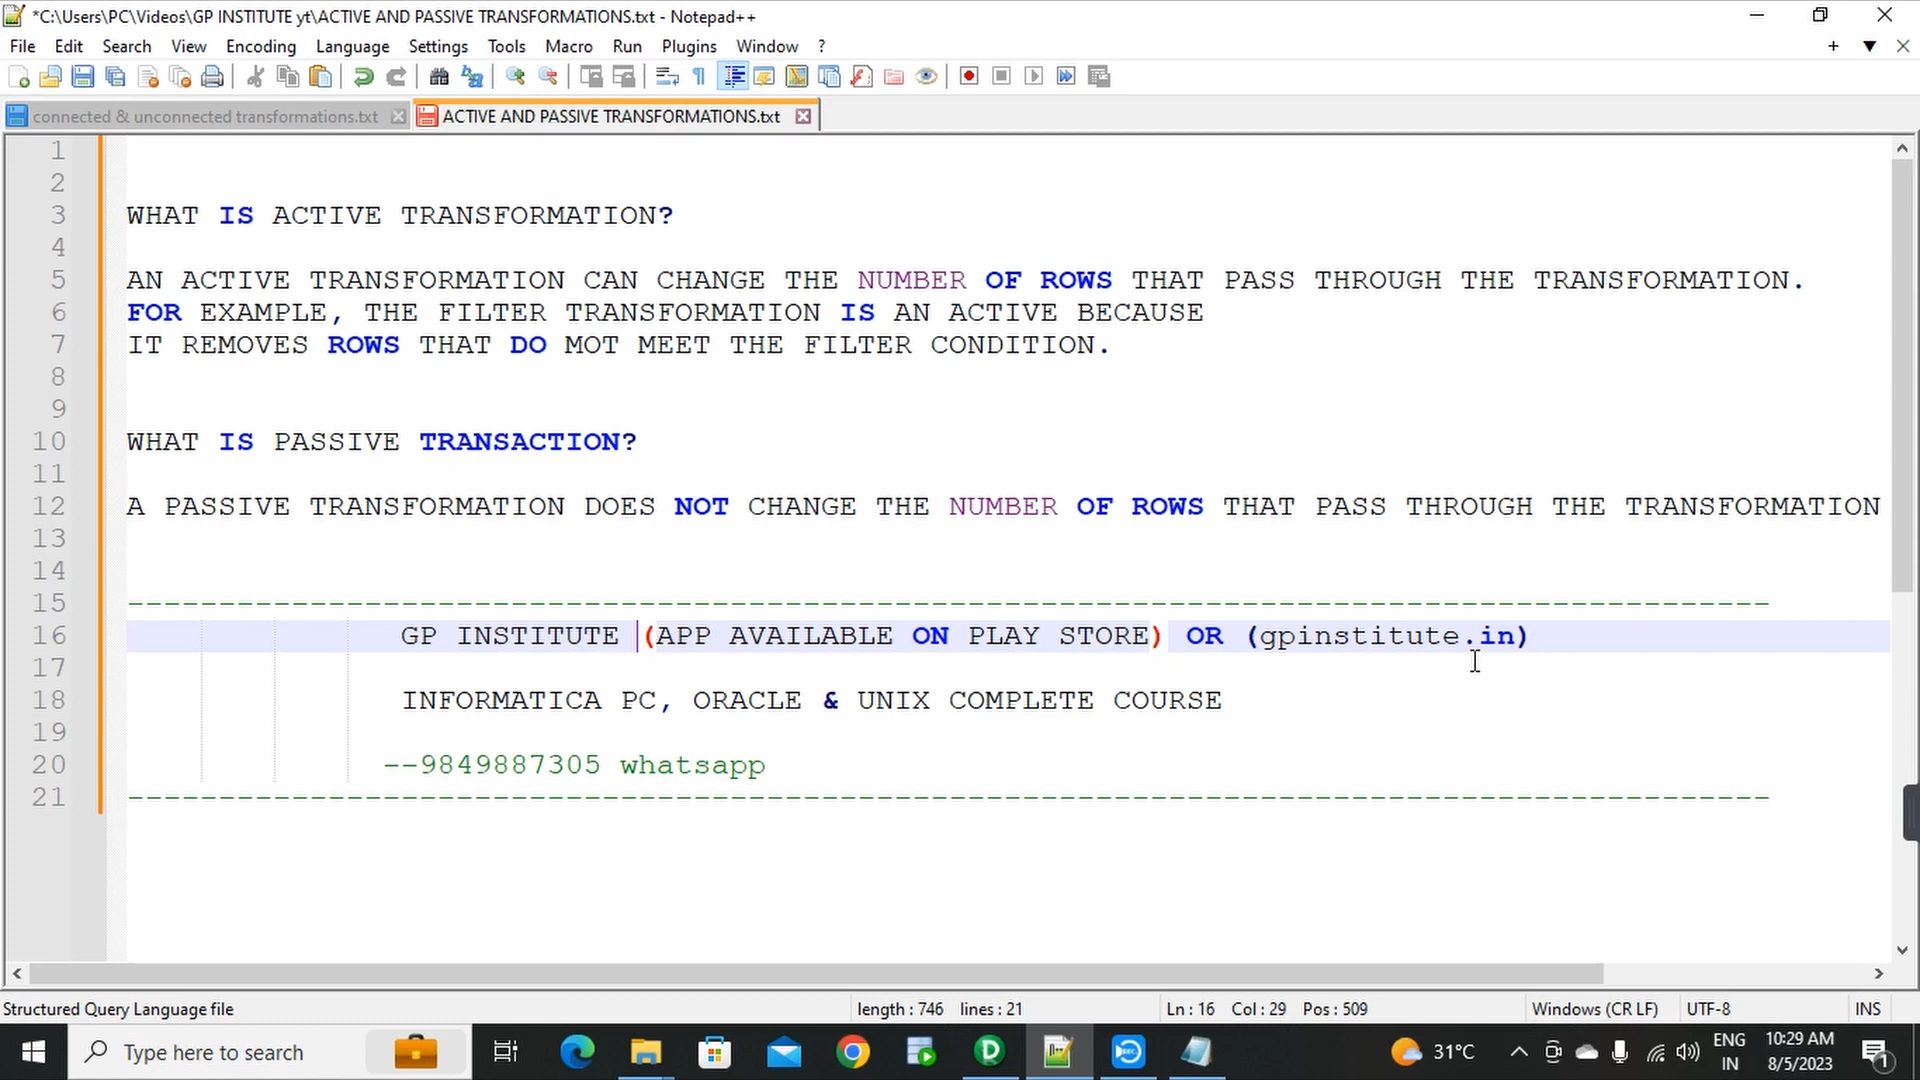 *C:\Users\PC\Videos\GP INSTITUTE yt\ACTIVE AND PASSIVE TRANSFORMATIONS.txt - Notepad++
File Edit Search View Encoding Language Settings Tools Macro Run Plugins Window ?
connected & unconnected transformations.txt ACTIVE AND PASSIVE TRANSFORMATIONS.txt
1
2
3 WHAT IS ACTIVE TRANSFORMATION?
4
5 AN ACTIVE TRANSFORMATION CAN CHANGE THE NUMBER OF ROWS THAT PASS THROUGH THE TRANSFORMATION.
6 FOR EXAMPLE, THE FILTER TRANSFORMATION IS AN ACTIVE BECAUSE
7 IT REMOVES ROWS THAT DO MOT MEET THE FILTER CONDITION.
8
9
10 WHAT IS PASSIVE TRANSACTION?
11
12 A PASSIVE TRANSFORMATION DOES NOT CHANGE THE NUMBER OF ROWS THAT PASS THROUGH THE TRANSFORMATION
13
14
15 ------------------------------------------------------------------------------------------
16 GP INSTITUTE (APP AVAILABLE ON PLAY STORE) OR (gpinstitute.in)
17
18 INFORMATICA PC, ORACLE & UNIX COMPLETE COURSE
19
20 --9849887305 whatsapp
21 ------------------------------------------------------------------------------------------
Structured Query Language file length : 746 lines : 21 Ln : 16 Col : 29 Pos : 509 Windows (CR LF) UTF-8 INS
Type here to search 31°C ENG IN 10:29 AM 8/5/2023 1